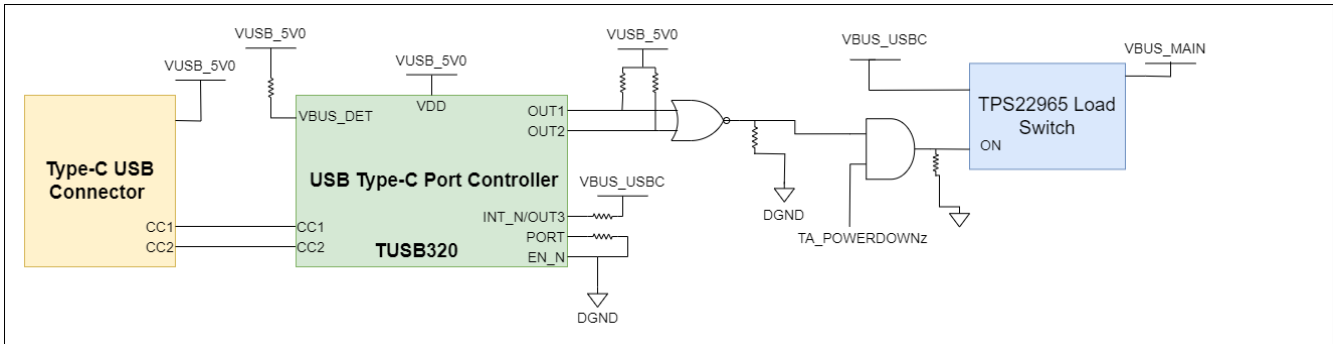 VUSB_5V0
VUSB_5V0
VUSB_5V0
VUSB_5V0
VBUS_USBC
VBUS_MAIN
Type-C USB
Connector
CC1
CC2
VBUS_DET
VDD
OUT1
OUT2
USB Type-C Port Controller
INT_N/OUT3
PORT
EN_N
CC1
CC2
TUSB320
VBUS_USBC
DGND
DGND
TA_POWERDOWNz
TPS22965 Load
Switch
ON